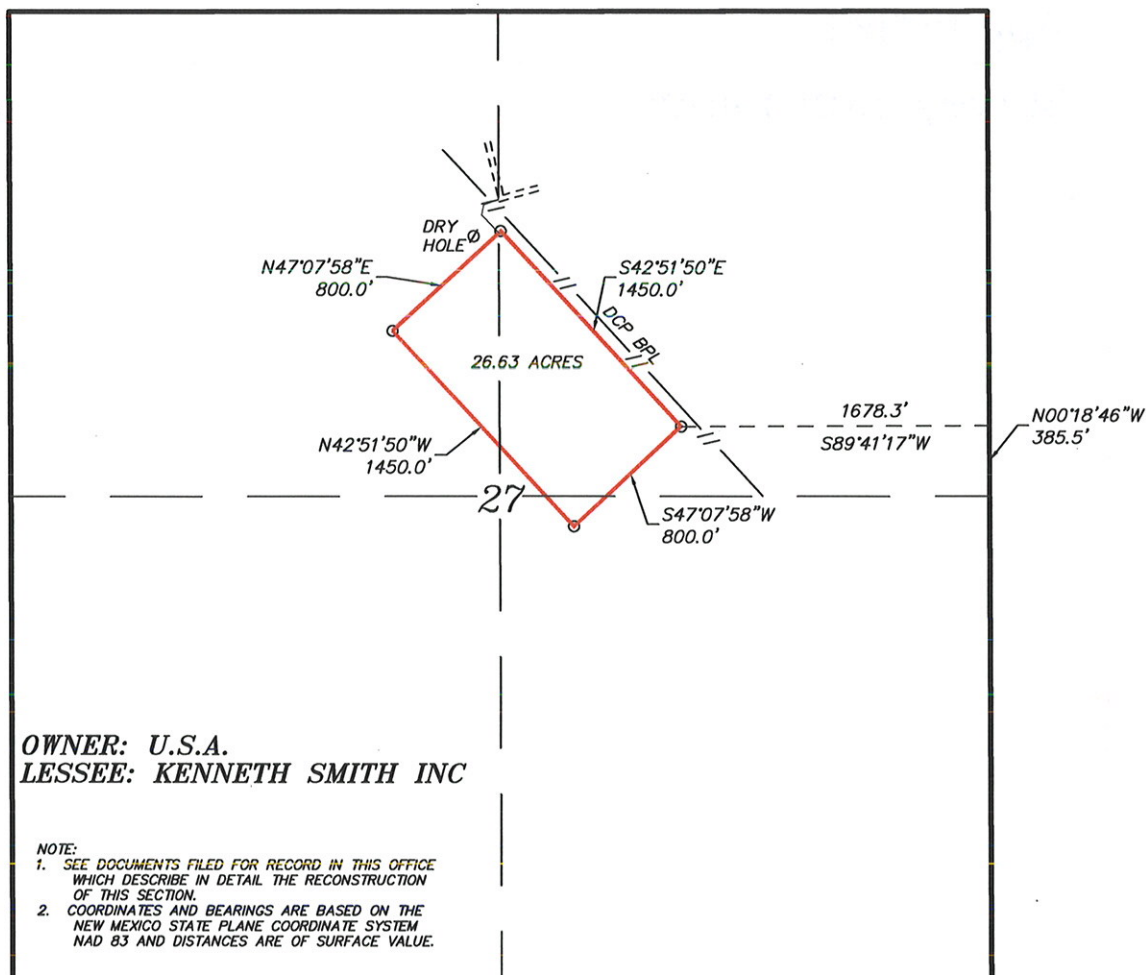 DRY
HOLE
N47°07'58"E
800.0'
S42°51'50"E
1450.0'
DCP BPL
26.63 ACRES
1678.3'
S89°41'17"W
N00°18'46"W
385.5'
N42°51'50"W
1450.0'
27
S47°07'58"W
800.0'
OWNER: U.S.A.
LESSEE: KENNETH SMITH INC
NOTE:
1. SEE DOCUMENTS FILED FOR RECORD IN THIS OFFICE
WHICH DESCRIBE IN DETAIL THE RECONSTRUCTION
OF THIS SECTION.
2. COORDINATES AND BEARINGS ARE BASED ON THE
NEW MEXICO STATE PLANE COORDINATE SYSTEM
NAD 83 AND DISTANCES ARE OF SURFACE VALUE.